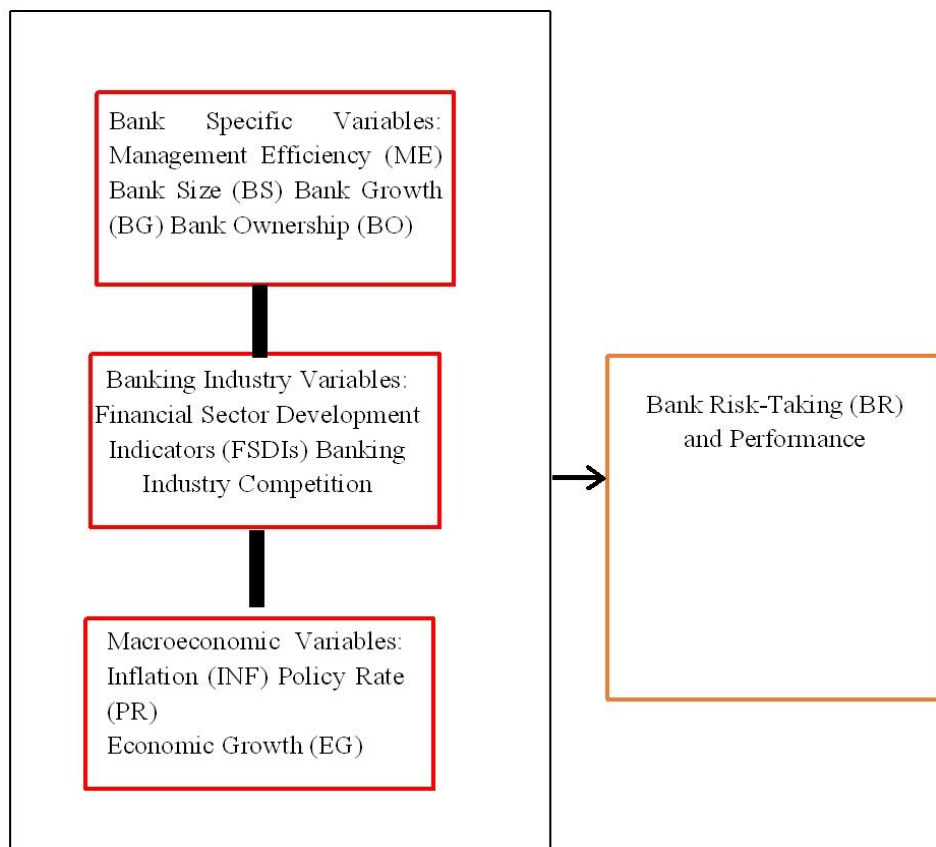 Bank Specific Variables:
Management Efficiency (ME)
Bank Size (BS) Bank Growth
(BG) Bank Ownership (BO)
Banking Industry Variables:
Financial Sector Development
Indicators (FSDIs) Banking
Industry Competition
Macroeconomic Variables:
Inflation (INF) Policy Rate
(PR)
Economic Growth (EG)
Bank Risk-Taking (BR)
and Performance